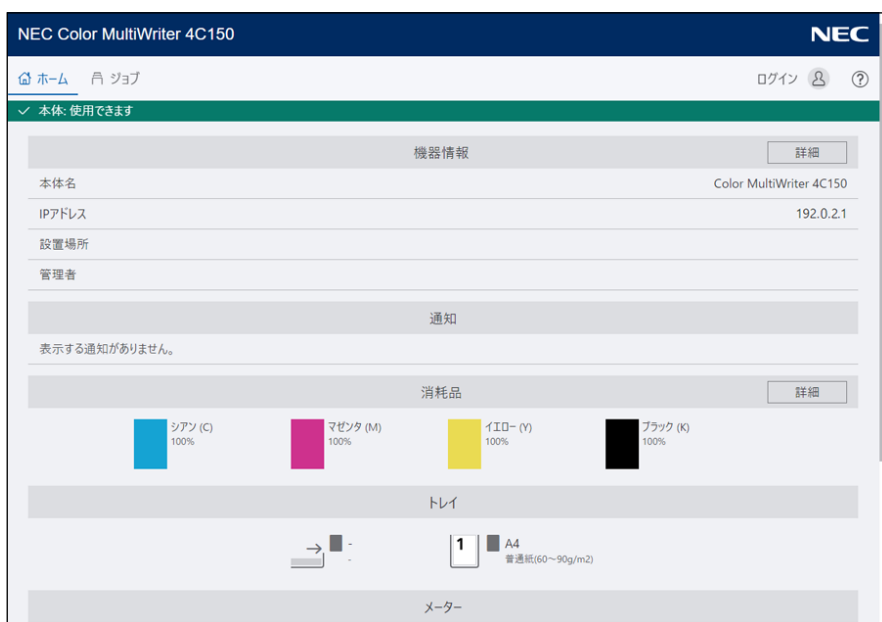 NEC Color MultiWriter 4C150
NEC
ホーム ジョブ
ログイン ?
本体: 使用できます
機器情報 詳細
本体名 Color MultiWriter 4C150
IPアドレス 192.0.2.1
設置場所
管理者
通知
表示する通知がありません。
消耗品 詳細
シアン (C) マゼンタ (M) イエロー (Y) ブラック (K)
100% 100% 100% 100%
トレイ
- 1 A4
- 普通紙(60～90g/m2)
メーター